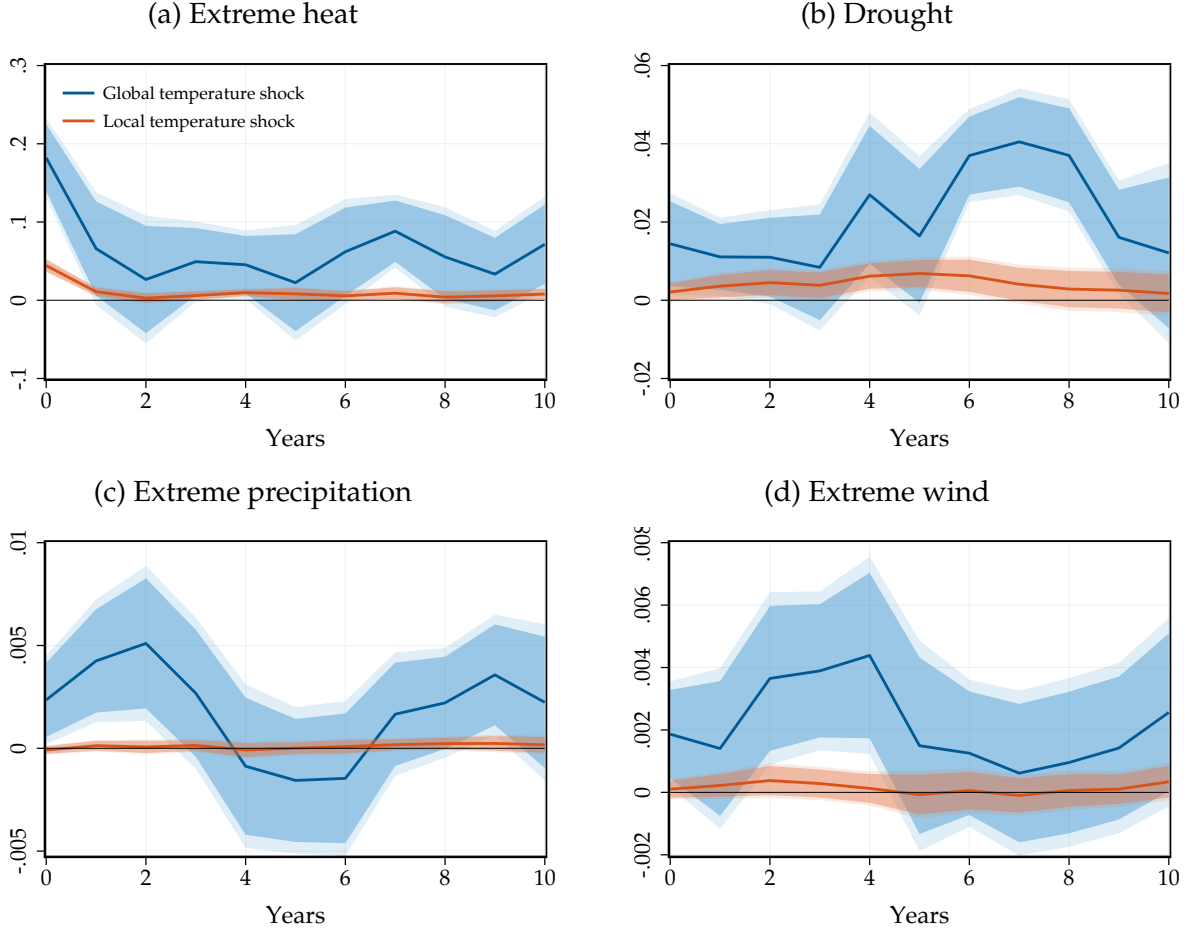 (a) Extreme heat
.3
.2
.1
0
-.1
Global temperature shock
Local temperature shock
0 2 4 6 8 10
Years
(b) Drought
.06
.04
.02
0
-.02
0 2 4 6 8 10
Years
(c) Extreme precipitation
.01
.005
0
-.005
0 2 4 6 8 10
Years
(d) Extreme wind
.008
.006
.004
.002
0
-.002
0 2 4 6 8 10
Years